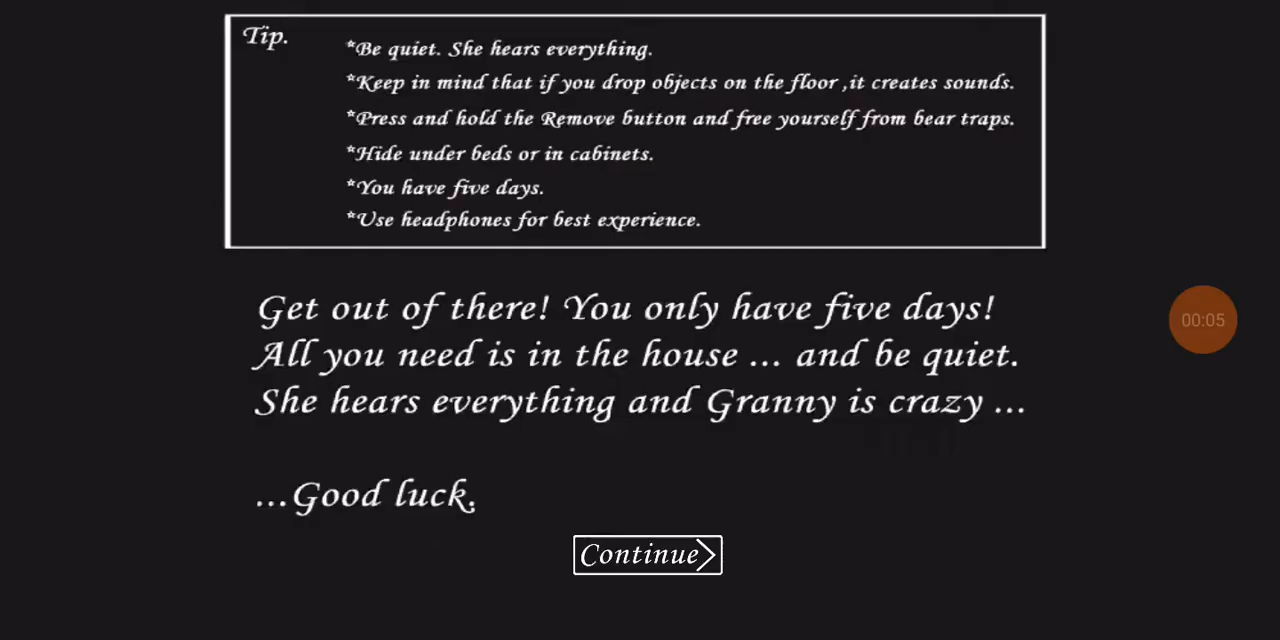 Tip.
*Be quiet. She hears everything.
*Keep in mind that if you drop objects on the floor ,it creates sounds.
*Press and hold the Remove button and free yourself from bear traps.
*Hide under beds or in cabinets.
*You have five days.
*Use headphones for best experience.
Get out of there! You only have five days!
All you need is in the house ... and be quiet.
She hears everything and Granny is crazy ...
...Good luck.
Continue
00:05